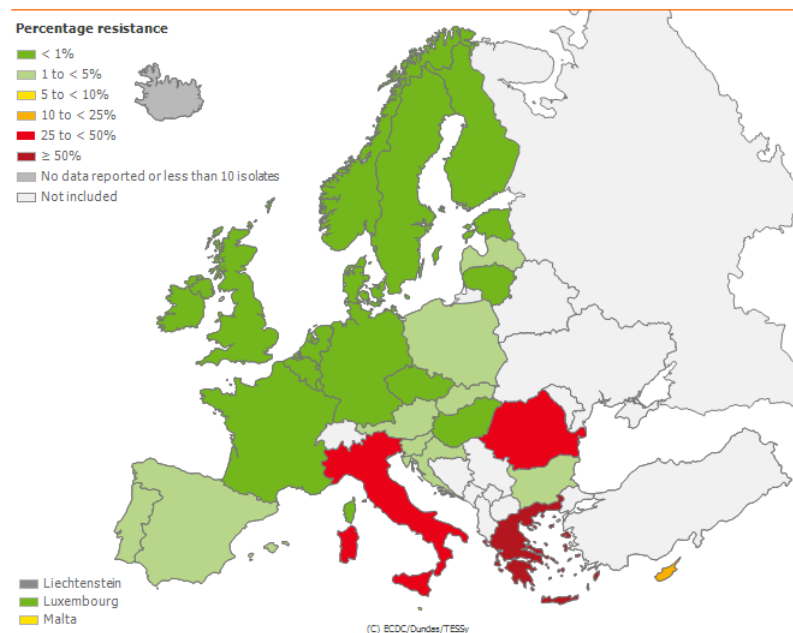 Percentage resistance
< 1%
1 to < 5%
5 to < 10%
10 to < 25%
25 to < 50%
≥ 50%
No data reported or less than 10 isolates
Not included
Liechtenstein
Luxembourg
Malta
(C) ECDC/Dundas/TESSy